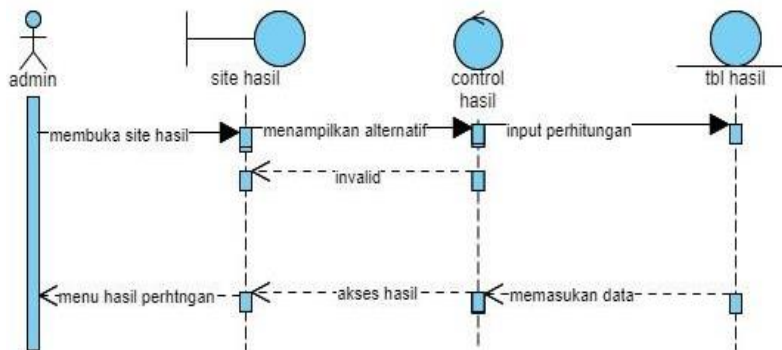 admin
site hasil
control
hasil
tbl hasil
membuka site hasil
menampilkan alternatif
input perhitungan
invalid
menu hasil perhtngan
akses hasil
memasukan data